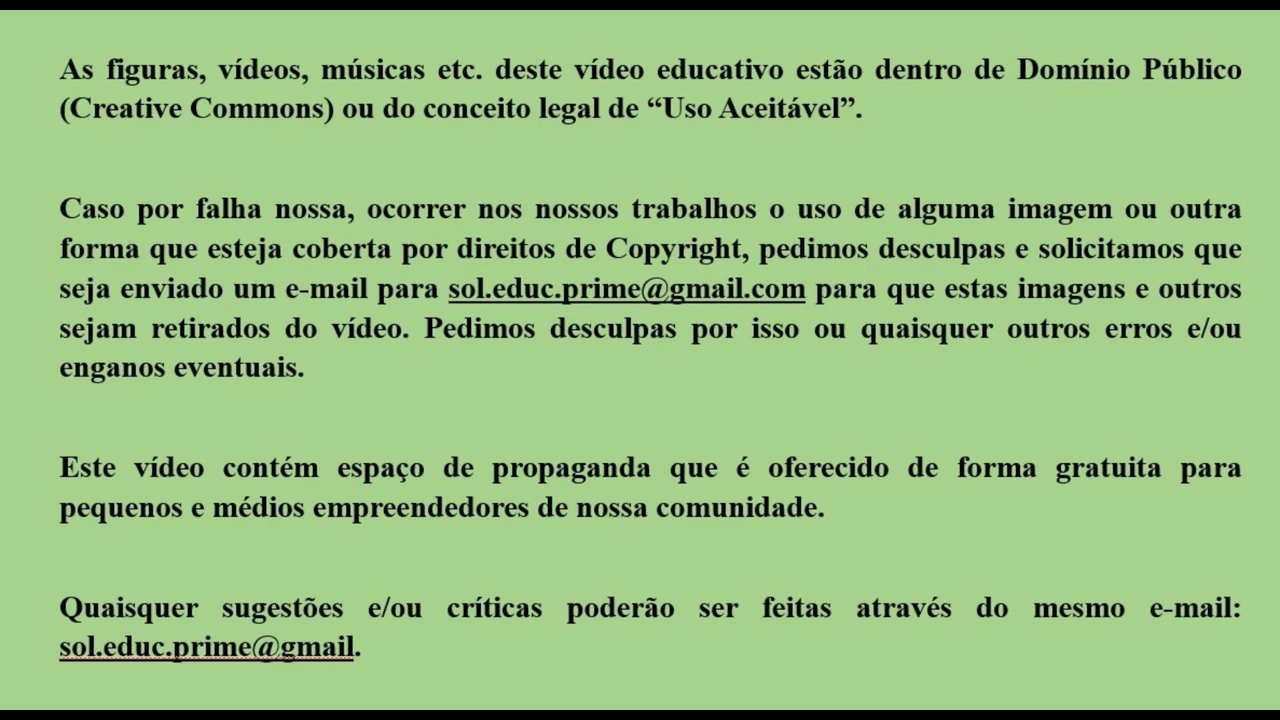 As figuras, vídeos, músicas etc. deste vídeo educativo estão dentro de Domínio Público
(Creative Commons) ou do conceito legal de “Uso Aceitável”.
Caso por falha nossa, ocorrer nos nossos trabalhos o uso de alguma imagem ou outra
forma que esteja coberta por direitos de Copyright, pedimos desculpas e solicitamos que
seja enviado um e-mail para sol.educ.prime@gmail.com para que estas imagens e outros
sejam retirados do vídeo. Pedimos desculpas por isso ou quaisquer outros erros e/ou
enganos eventuais.
Este vídeo contém espaço de propaganda que é oferecido de forma gratuita para
pequenos e médios empreendedores de nossa comunidade.
Quaisquer sugestões e/ou críticas poderão ser feitas através do mesmo e-mail:
sol.educ.prime@gmail.